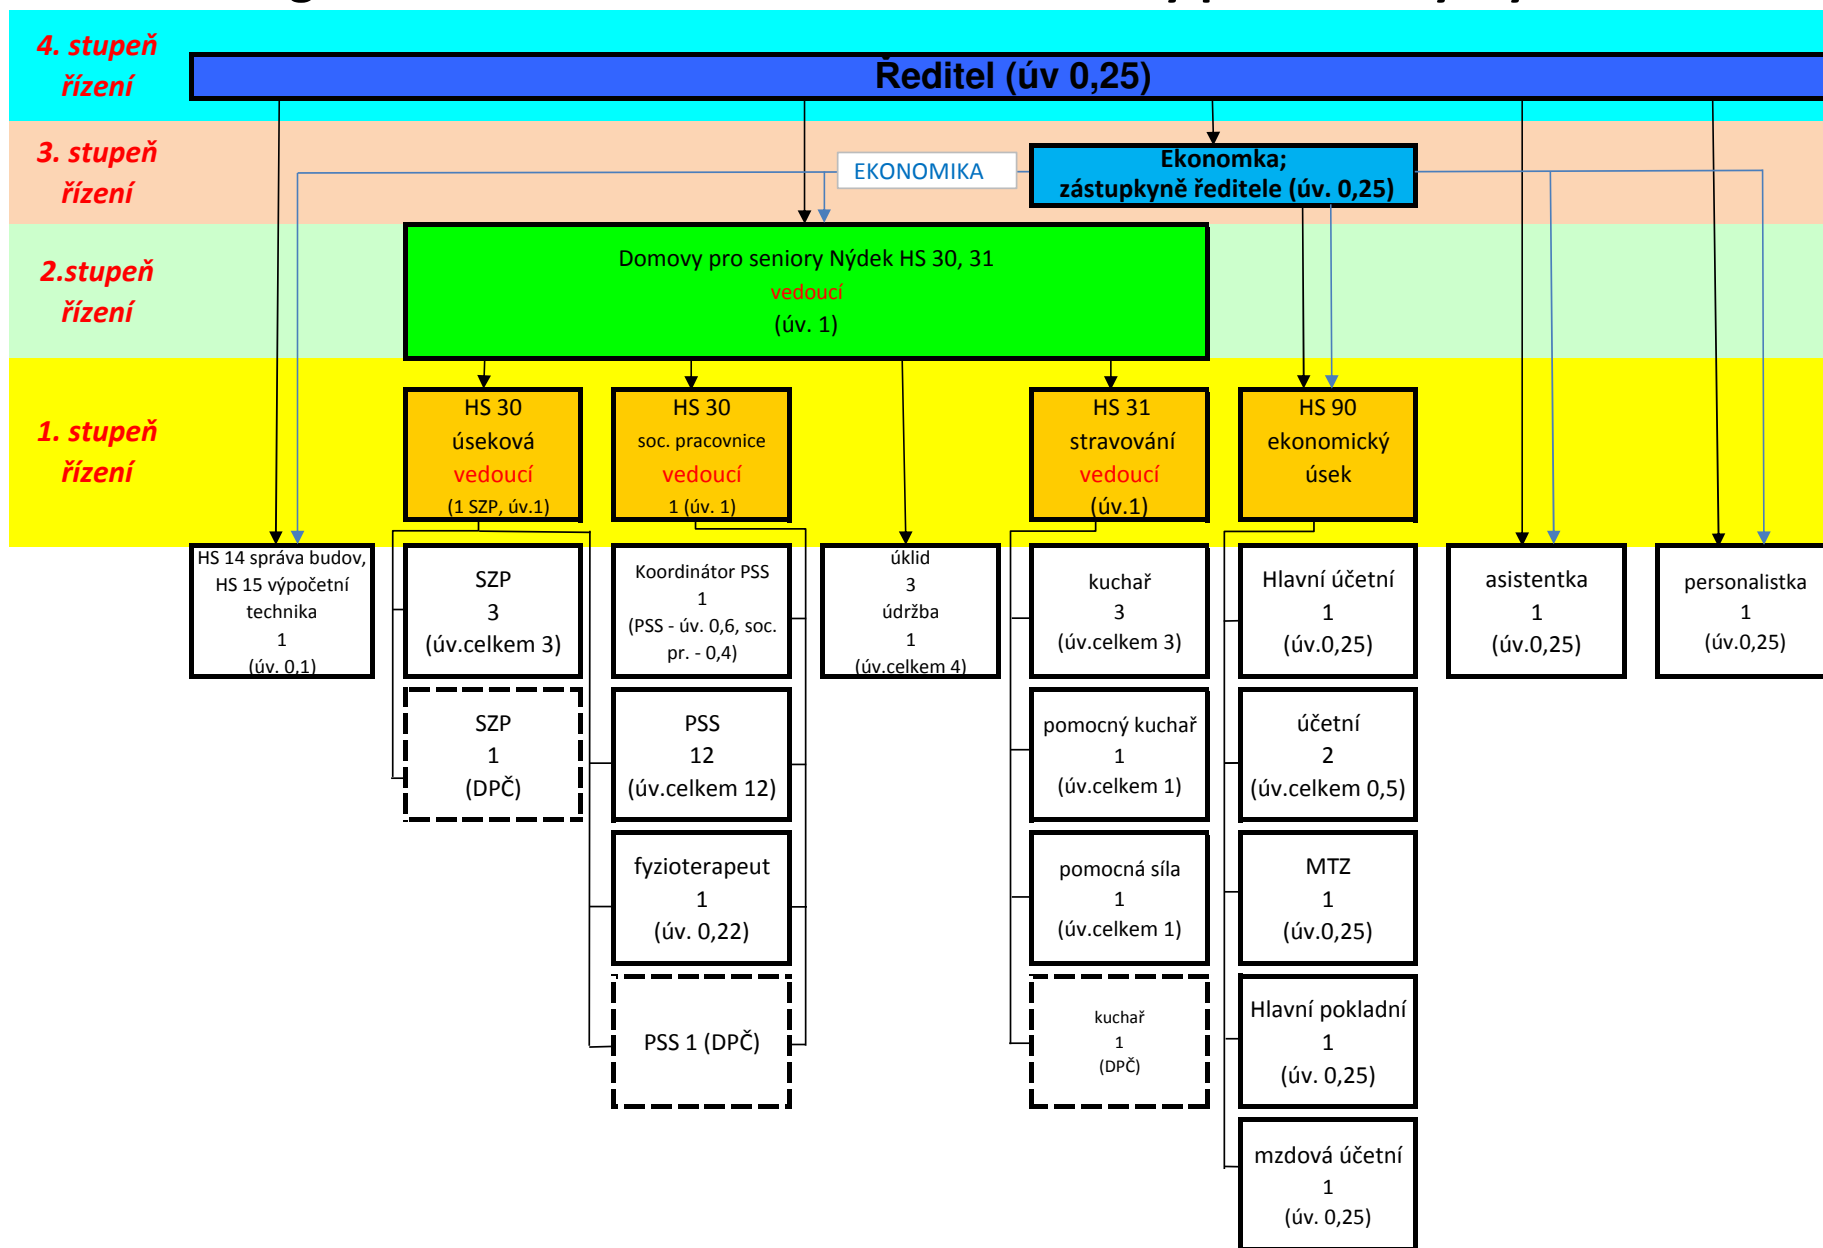 4. stupeň
řízení
Ředitel (úv 0,25)
3. stupeň
řízení
EKONOMIKA
Ekonomka;
zástupkyně ředitele (úv. 0,25)
2.stupeň
řízení
Domovy pro seniory Nýdek HS 30, 31
vedoucí
(úv. 1)
1. stupeň
řízení
HS 30
úseková
vedoucí
(1 SZP, úv.1)
HS 30
soc. pracovnice
vedoucí
1 (úv. 1)
HS 31
stravování
vedoucí
(úv.1)
HS 90
ekonomický
úsek
HS 14 správa budov,
HS 15 výpočetní
technika
1
(úv. 0,1)
SZP
3
(úv.celkem 3)
Koordinátor PSS
1
(PSS - úv. 0,6, soc.
pr. - 0,4)
úklid
3
údržba
1
(úv.celkem 4)
kuchař
3
(úv.celkem 3)
Hlavní účetní
1
(úv.0,25)
asistentka
1
(úv.0,25)
personalistka
1
(úv.0,25)
SZP
1
(DPČ)
PSS
12
(úv.celkem 12)
pomocný kuchař
1
(úv.celkem 1)
účetní
2
(úv.celkem 0,5)
fyzioterapeut
1
(úv. 0,22)
pomocná síla
1
(úv.celkem 1)
MTZ
1
(úv.0,25)
PSS 1 (DPČ)
kuchař
1
(DPČ)
Hlavní pokladní
1
(úv. 0,25)
mzdová účetní
1
(úv. 0,25)